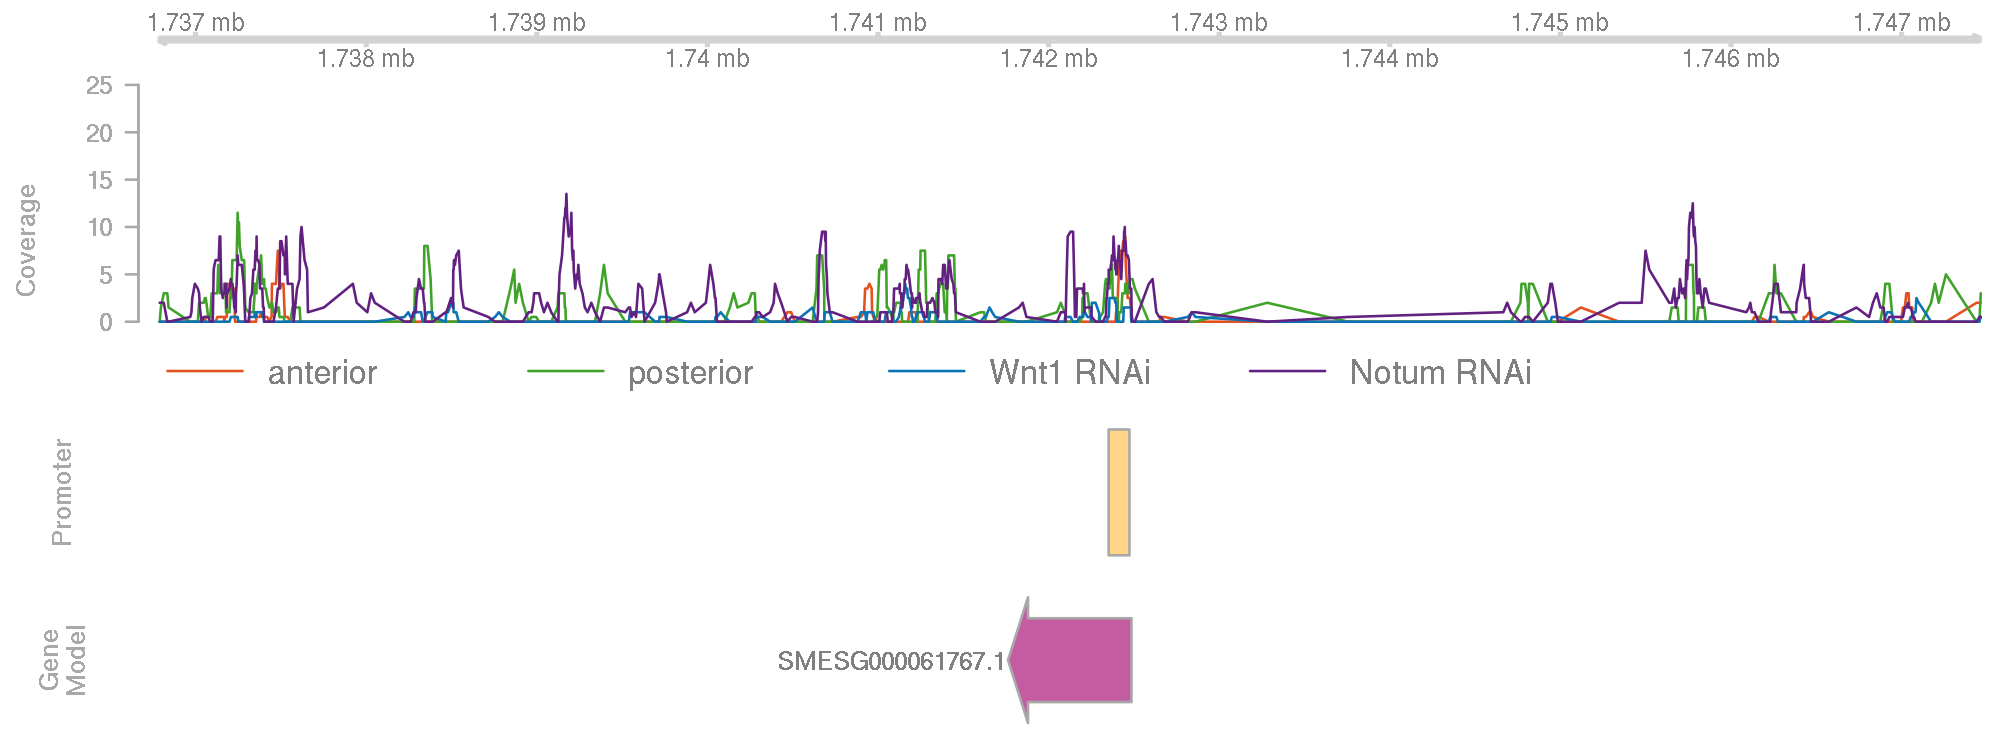 1.737 mb 1.739 mb 1.741 mb 1.743 mb 1.745 mb 1.747 mb
1.738 mb 1.74 mb 1.742 mb 1.744 mb 1.746 mb
25
20
15
10
5
0
Coverage
anterior posterior Wnt1 RNAi Notum RNAi
Promoter
Gene
Model
SMESG000061767.1